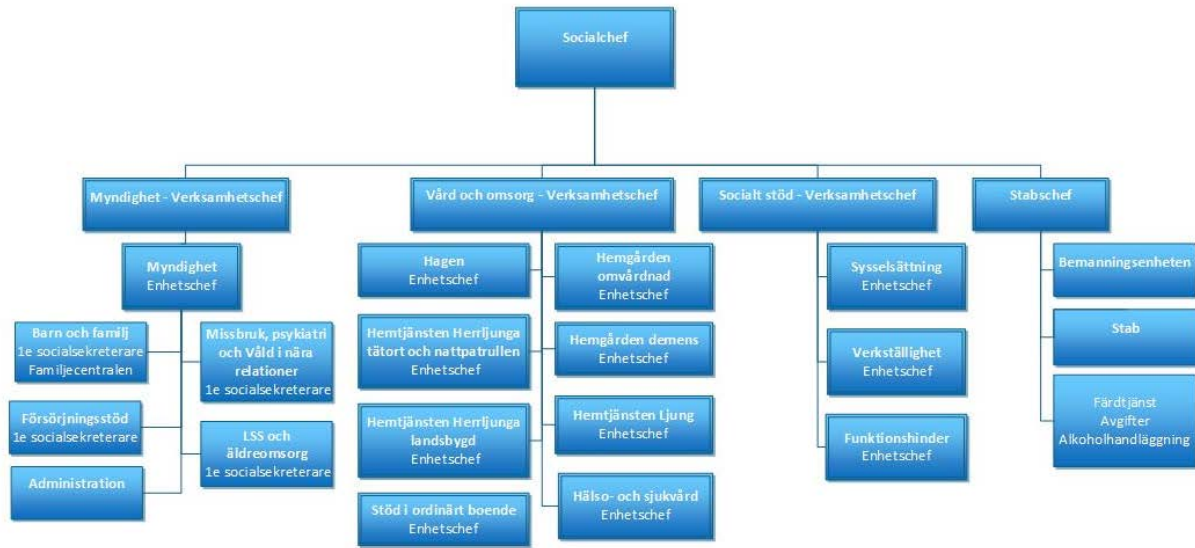 Socialchef
Myndighet - Verksamhetschef
Vård och omsorg - Verksamhetschef
Socialt stöd - Verksamhetschef
Stabschef
Myndighet
Enhetschef
Barn och familj
1e socialsekreterare
Familjecentralen
Missbruk, psykiatri
och Våld i nära
relationer
1e socialsekreterare
Försörjningsstöd
1e socialsekreterare
LSS och
äldreomsorg
1e socialsekreterare
Administration
Hagen
Enhetschef
Hemgården
omvårdnad
Enhetschef
Hemtjänsten Herrljunga
tätort och nattpatrullen
Enhetschef
Hemgården demens
Enhetschef
Hemtjänsten Herrljunga
landsbygd
Enhetschef
Hemtjänsten Ljung
Enhetschef
Stöd i ordinärt boende
Enhetschef
Hälso- och sjukvård
Enhetschef
Sysselsättning
Enhetschef
Verkställighet
Enhetschef
Funktionshinder
Enhetschef
Bemanningsenheten
Stab
Färdtjänst
Avgifter
Alkoholhandläggning